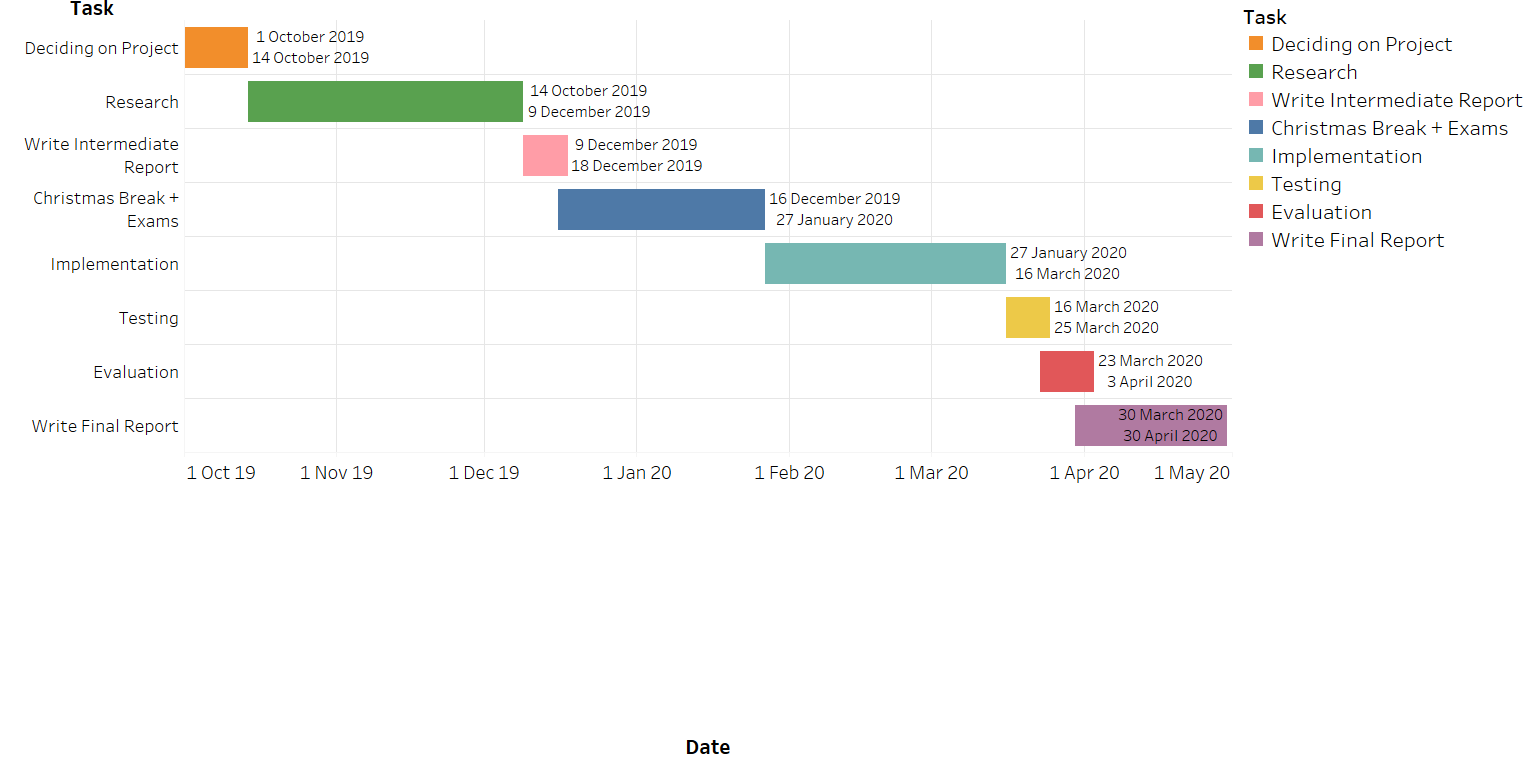 Task
Deciding on Project
1 October 2019
14 October 2019
Research
14 October 2019
9 December 2019
Write Intermediate
Report
9 December 2019
18 December 2019
Christmas Break +
Exams
16 December 2019
27 January 2020
Implementation
27 January 2020
16 March 2020
Testing
16 March 2020
25 March 2020
Evaluation
23 March 2020
3 April 2020
Write Final Report
30 March 2020
30 April 2020
1 Oct 19 1 Nov 19 1 Dec 19 1 Jan 20 1 Feb 20 1 Mar 20 1 Apr 20 1 May 20
Date
Task
Deciding on Project
Research
Write Intermediate Report
Christmas Break + Exams
Implementation
Testing
Evaluation
Write Final Report